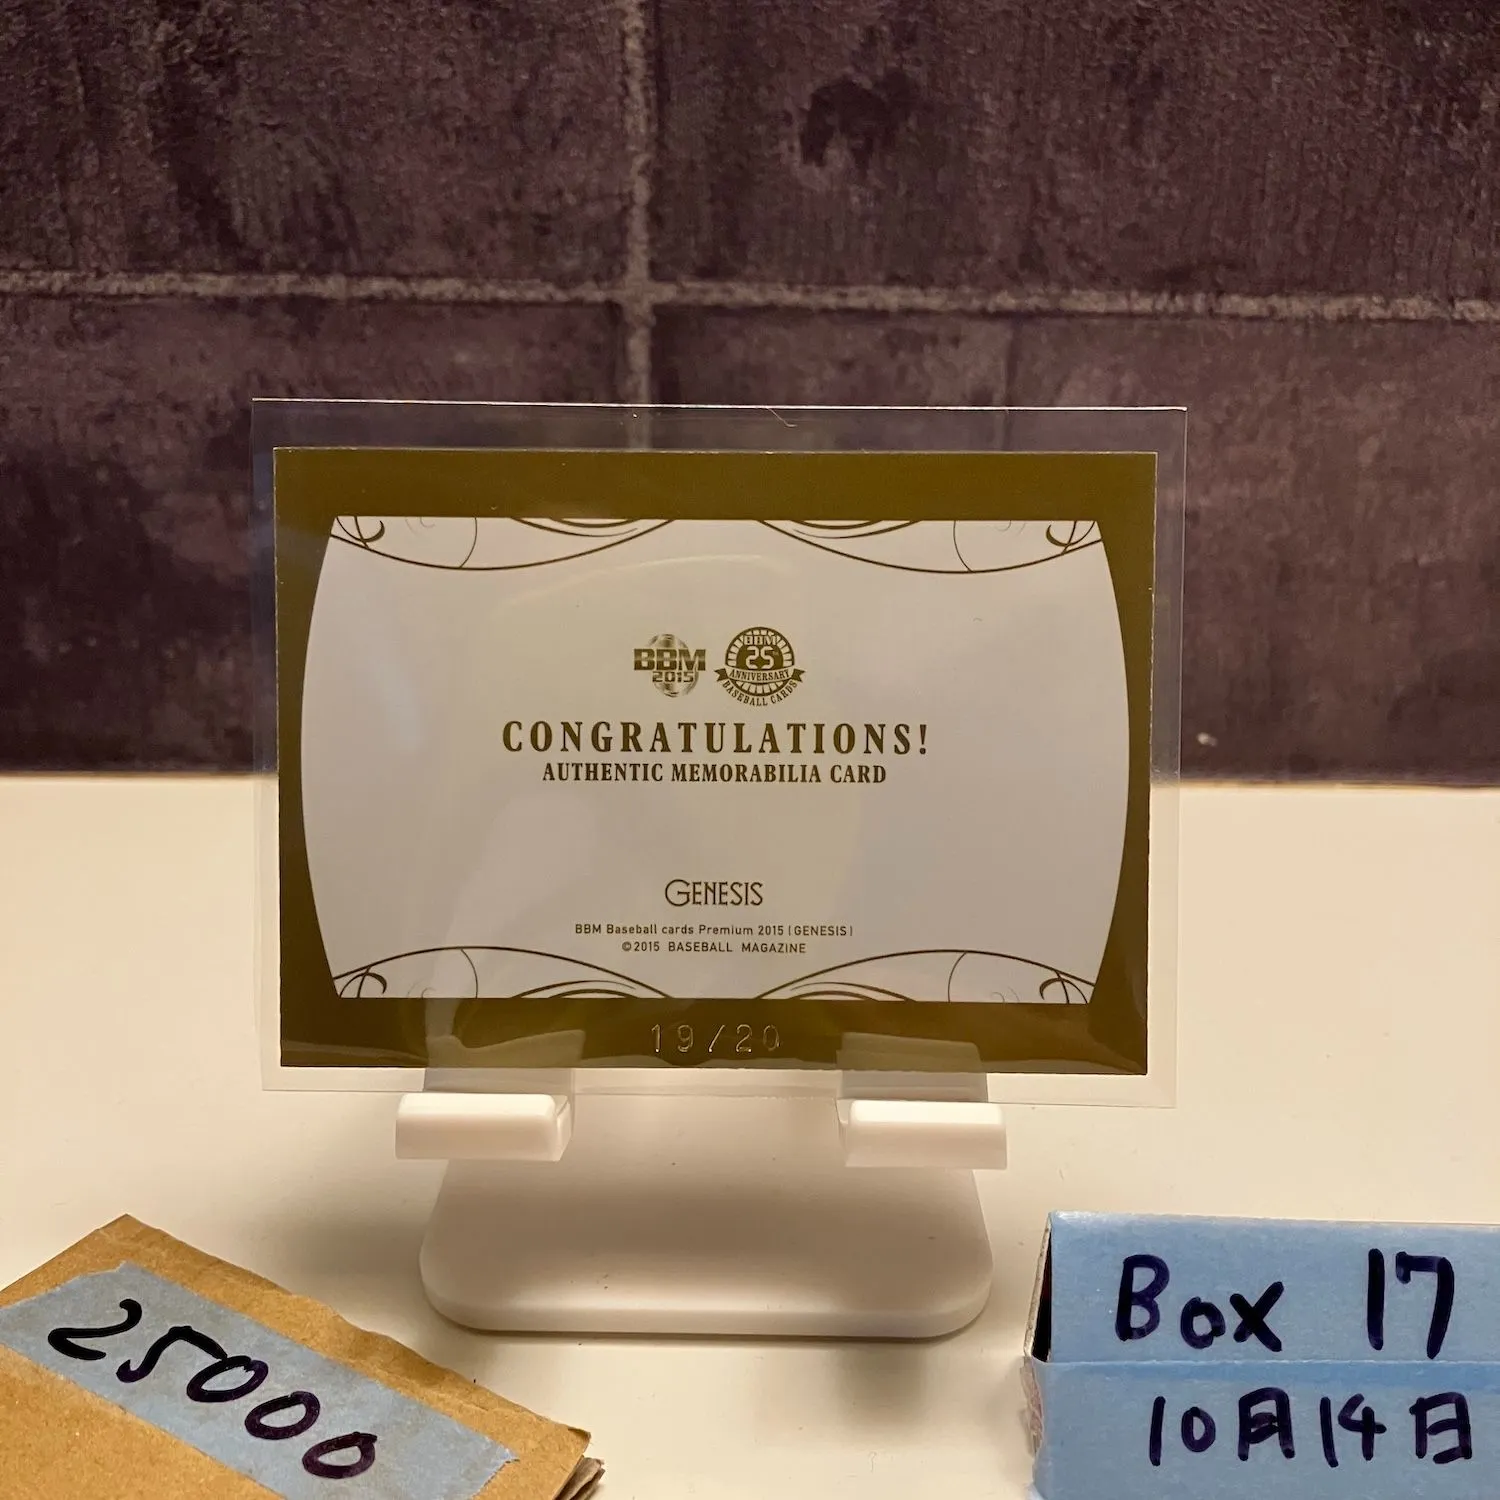 BBM
2015
BBM
25TH
ANNIVERSARY
BASEBALL CARDS
CONGRATULATIONS!
AUTHENTIC MEMORABILIA CARD
GENESIS
BBM Baseball cards Premium 2015 [GENESIS]
©2015 BASEBALL MAGAZINE
19/20
25000
Box 17
10月14日